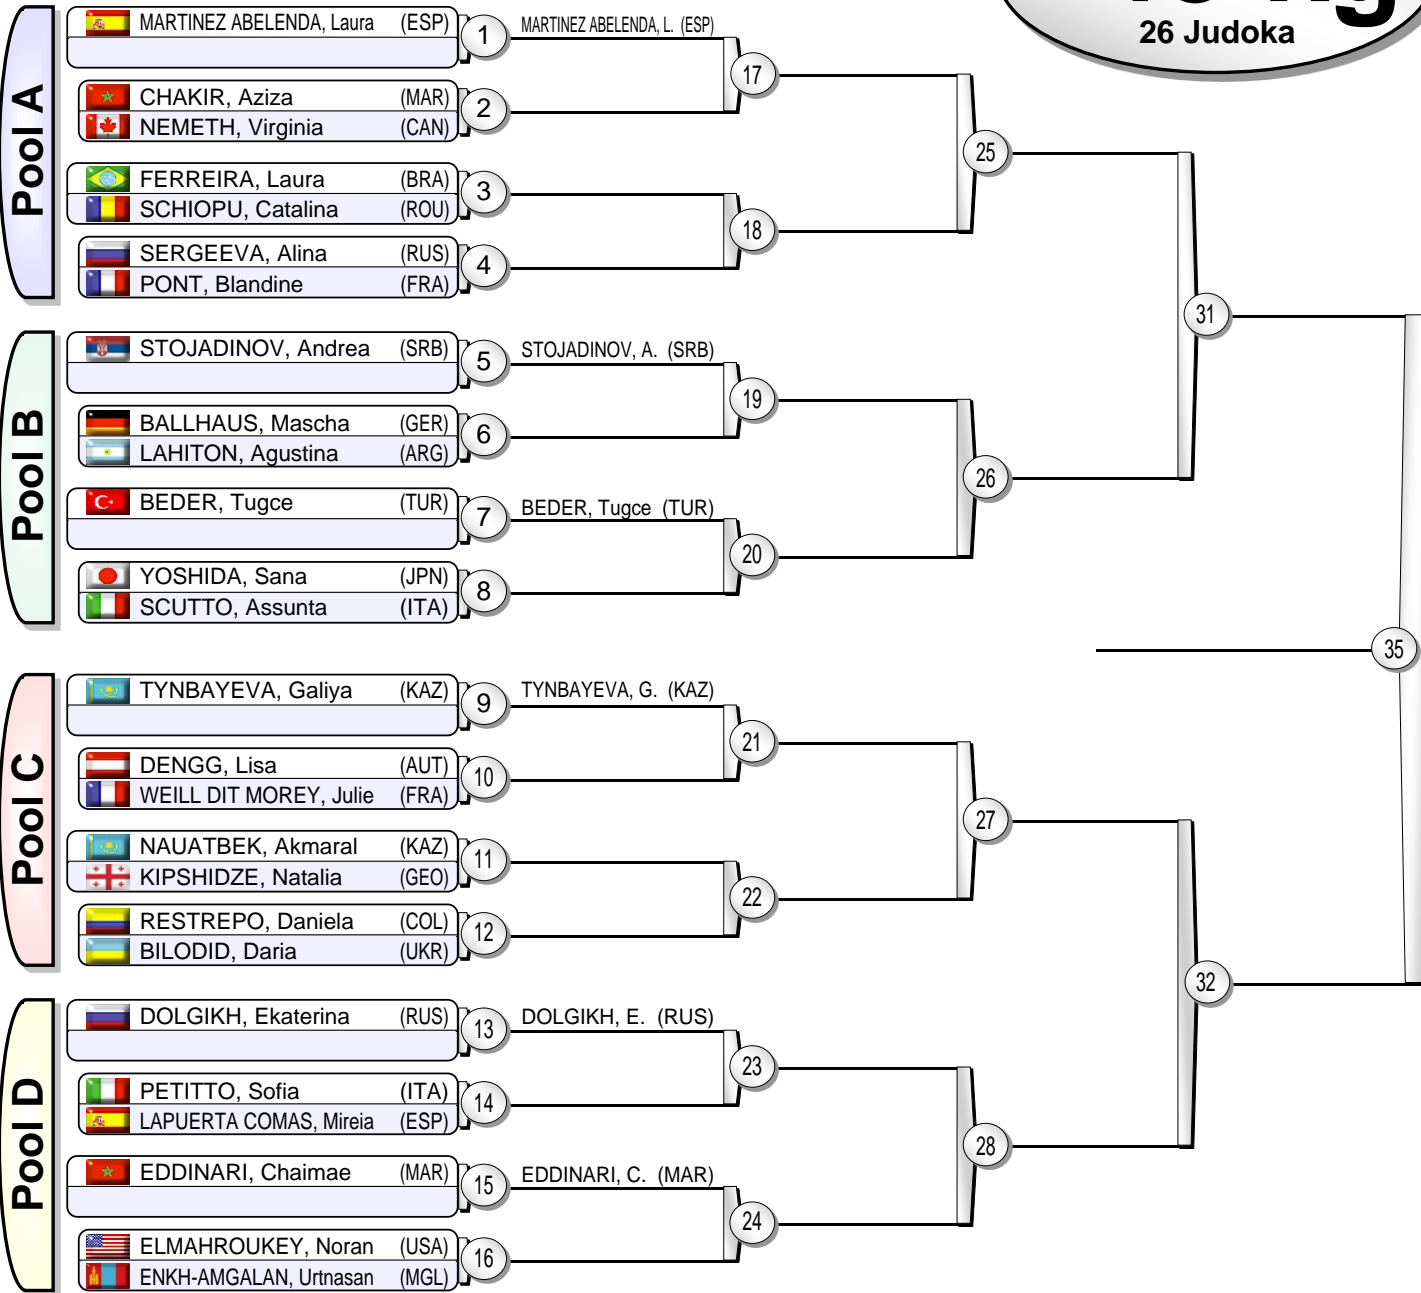 26 Judoka
Pool A
MARTINEZ ABELENDA, Laura (ESP) 1 MARTINEZ ABELENDA, L. (ESP)
17
CHAKIR, Aziza (MAR) 2
NEMETH, Virginia (CAN)
25
FERREIRA, Laura (BRA) 3
SCHIOPU, Catalina (ROU)
18
SERGEEVA, Alina (RUS) 4
PONT, Blandine (FRA)
31
Pool B
STOJADINOV, Andrea (SRB) 5 STOJADINOV, A. (SRB)
19
BALLHAUS, Mascha (GER) 6
LAHITON, Agustina (ARG)
26
BEDER, Tugce (TUR) 7 BEDER, Tugce (TUR)
20
YOSHIDA, Sana (JPN) 8
SCUTTO, Assunta (ITA)
35
Pool C
TYNBAYEVA, Galiya (KAZ) 9 TYNBAYEVA, G. (KAZ)
21
DENGG, Lisa (AUT) 10
WEILL DIT MOREY, Julie (FRA)
27
NAUATBEK, Akmaral (KAZ) 11
KIPSHIDZE, Natalia (GEO)
22
RESTREPO, Daniela (COL) 12
BILODID, Daria (UKR)
32
Pool D
DOLGIKH, Ekaterina (RUS) 13 DOLGIKH, E. (RUS)
23
PETITTO, Sofia (ITA) 14
LAPUERTA COMAS, Mireia (ESP)
28
EDDINARI, Chaimae (MAR) 15 EDDINARI, C. (MAR)
24
ELMAHROUKEY, Noran (USA) 16
ENKH-AMGALAN, Urtnasan (MGL)